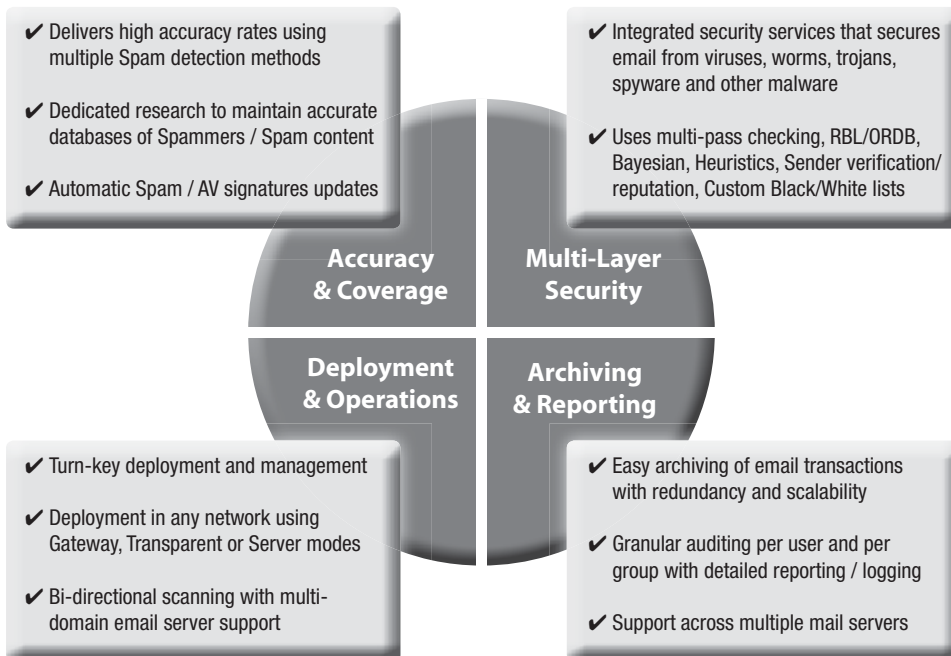 ✔ Delivers high accuracy rates using
multiple Spam detection methods
✔ Dedicated research to maintain accurate
databases of Spammers / Spam content
✔ Automatic Spam / AV signatures updates
✔ Integrated security services that secures
email from viruses, worms, trojans,
spyware and other malware
✔ Uses multi-pass checking, RBL/ORDB,
Bayesian, Heuristics, Sender verification/
reputation, Custom Black/White lists
Accuracy
& Coverage
Multi-Layer
Security
Deployment
& Operations
Archiving
& Reporting
✔ Turn-key deployment and management
✔ Deployment in any network using
Gateway, Transparent or Server modes
✔ Bi-directional scanning with multi-
domain email server support
✔ Easy archiving of email transactions
with redundancy and scalability
✔ Granular auditing per user and per
group with detailed reporting / logging
✔ Support across multiple mail servers